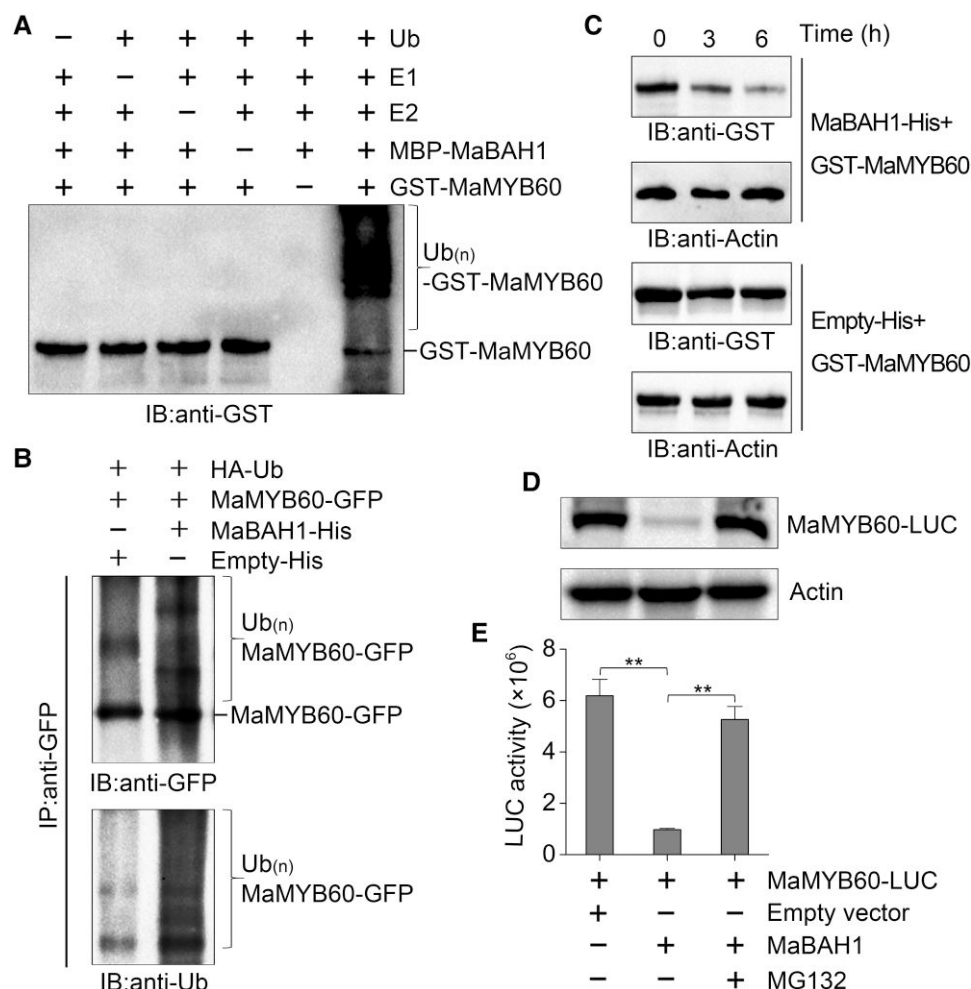 A
− + + + + + Ub
+ − + + + + E1
+ + − + + + E2
+ + + − + + MBP-MaBAH1
+ + + + − + GST-MaMYB60
Ub(n)
-GST-MaMYB60
GST-MaMYB60
IB:anti-GST
B
+ + HA-Ub
+ + MaMYB60-GFP
− + MaBAH1-His
+ − Empty-His
IP:anti-GFP
Ub(n)
MaMYB60-GFP
MaMYB60-GFP
IB:anti-GFP
Ub(n)
MaMYB60-GFP
IB:anti-Ub
C
0 3 6 Time (h)
IB:anti-GST
MaBAH1-His+
GST-MaMYB60
IB:anti-Actin
IB:anti-GST
Empty-His+
GST-MaMYB60
IB:anti-Actin
D
MaMYB60-LUC
Actin
E
LUC activity (×10⁶)
8
6
4
2
0
** **
+ + + MaMYB60-LUC
+ − − Empty vector
− + + MaBAH1
− − + MG132